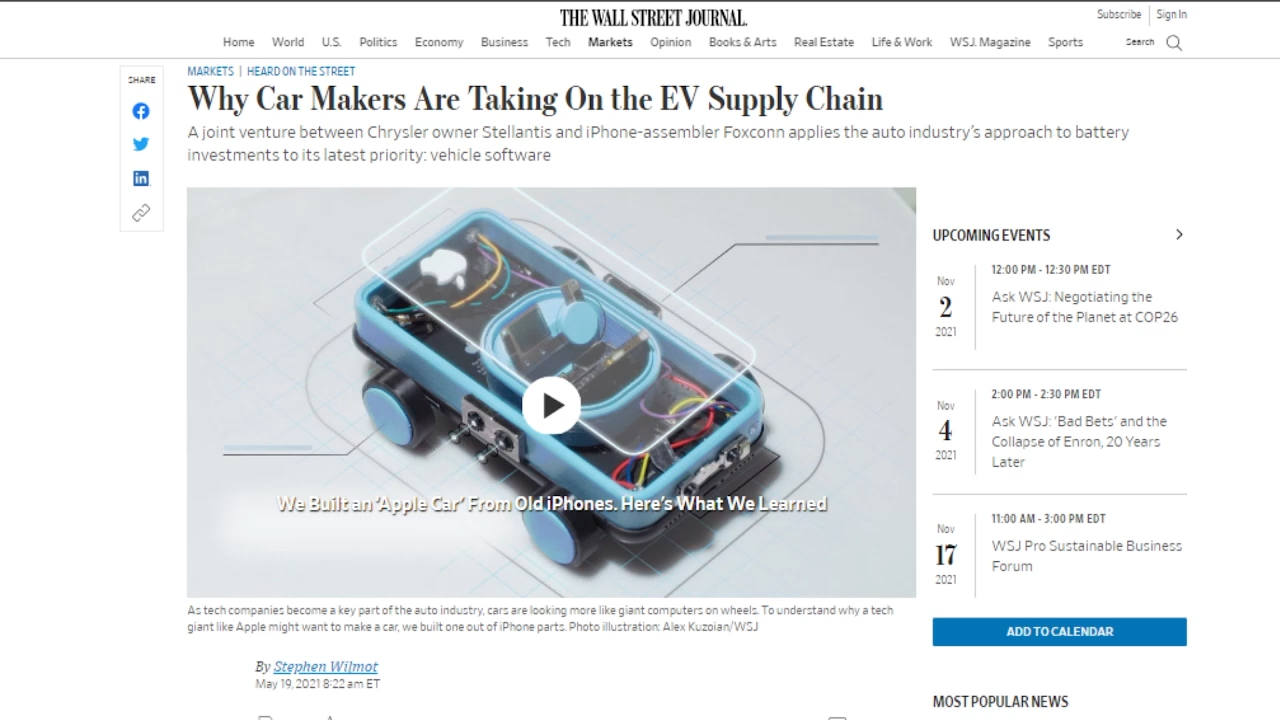 THE WALL STREET JOURNAL.
Subscribe
Sign In
Home
World
U.S.
Politics
Economy
Business
Tech
Markets
Opinion
Books & Arts
Real Estate
Life & Work
WSJ. Magazine
Sports
Search
SHARE
MARKETS | HEARD ON THE STREET
Why Car Makers Are Taking On the EV Supply Chain
A joint venture between Chrysler owner Stellantis and iPhone-assembler Foxconn applies the auto industry's approach to battery
investments to its latest priority: vehicle software
We Built an 'Apple Car' From Old iPhones. Here's What We Learned
As tech companies become a key part of the auto industry, cars are looking more like giant computers on wheels. To understand why a tech
giant like Apple might want to make a car, we built one out of iPhone parts. Photo illustration: Alex Kuzoian/WSJ
By Stephen Wilmot
May 19, 2021 8:22 am ET
UPCOMING EVENTS
Nov
2
2021
12:00 PM - 12:30 PM EDT
Ask WSJ: Negotiating the
Future of the Planet at COP26
Nov
4
2021
2:00 PM - 2:30 PM EDT
Ask WSJ: 'Bad Bets' and the
Collapse of Enron, 20 Years
Later
Nov
17
2021
11:00 AM - 3:00 PM EDT
WSJ Pro Sustainable Business
Forum
ADD TO CALENDAR
MOST POPULAR NEWS